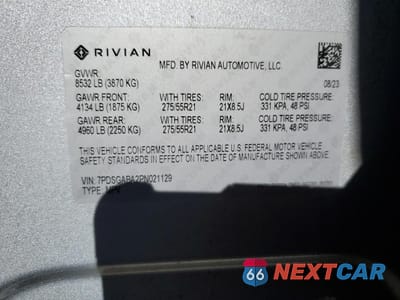 RIVIAN
MFD. BY RIVIAN AUTOMOTIVE, LLC.
GVWR:
8532 LB (3870 KG)
08/23
GAWR FRONT: WITH TIRES: RIMS: COLD TIRE PRESSURE:
4134 LB (1875 KG) 275/55R21 21X8.5J 331 KPA, 48 PSI
GAWR REAR: WITH TIRES: COLD TIRE PRESSURE:
4960 LB (2250 KG) 275/55R21 21X8.5J 331 KPA, 48 PSI
THIS VEHICLE CONFORMS TO ALL APPLICABLE U.S. FEDERAL MOTOR VEHICLE
SAFETY STANDARDS IN EFFECT ON THE DATE OF MANUFACTURE SHOWN ABOVE.
VIN: 7PDSGABA2PN021129
TYPE: MPV
66 NEXTCAR